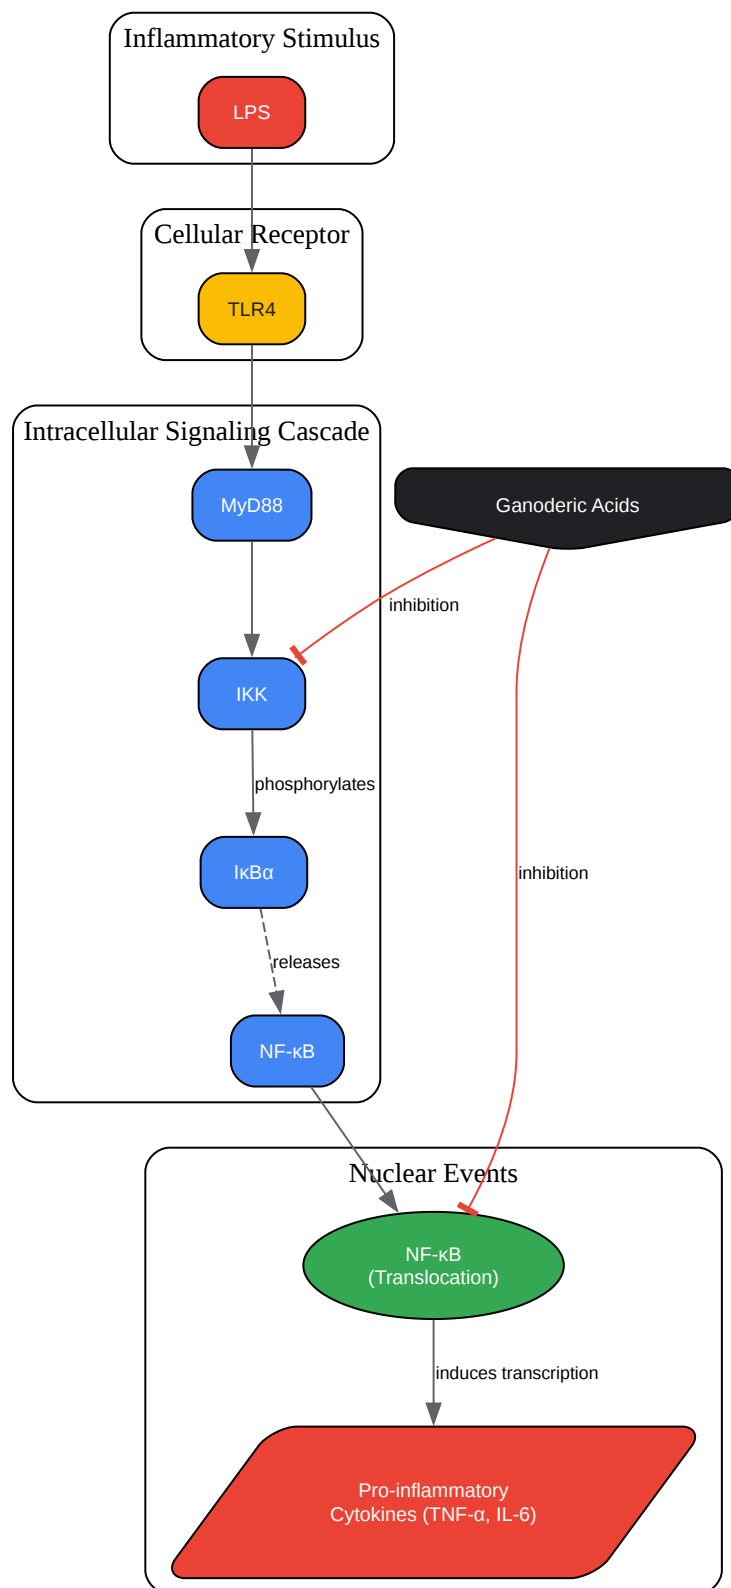 Inflammatory Stimulus
LPS
Cellular Receptor
TLR4
Intracellular Signaling Cascade
MyD88
Ganoderic Acids
inhibition
IKK
phosphorylates
IκBα
inhibition
releases
NF-κB
Nuclear Events
NF-κB
(Translocation)
induces transcription
Pro-inflammatory
Cytokines (TNF-α, IL-6)